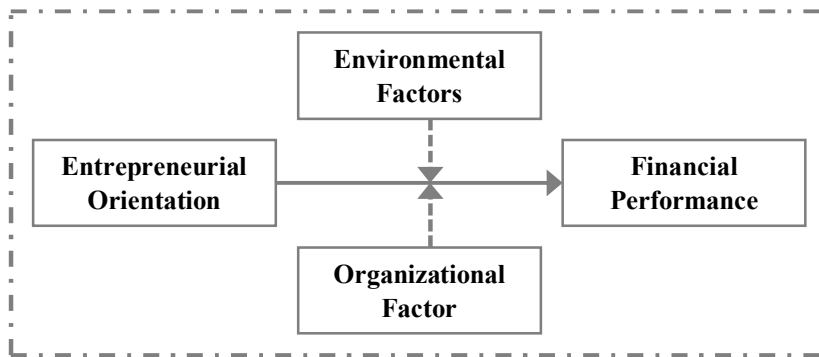 Environmental
Factors
Entrepreneurial
Orientation
Financial
Performance
Organizational
Factor